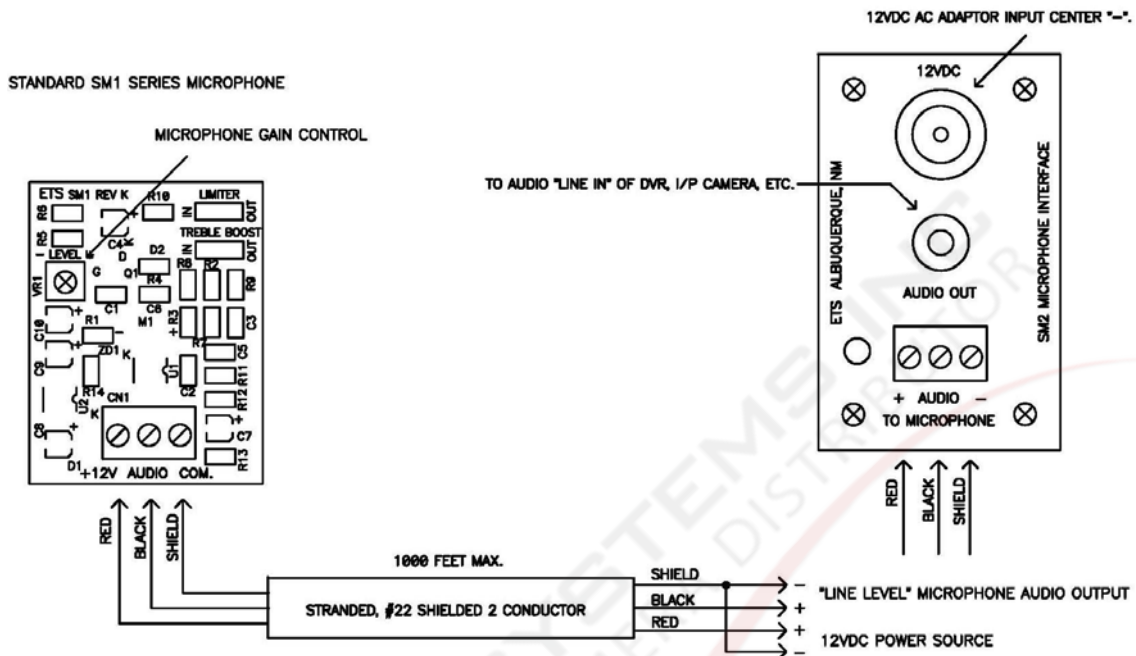 12VDC AC ADAPTOR INPUT CENTER "-".
STANDARD SM1 SERIES MICROPHONE
MICROPHONE GAIN CONTROL
ETS SM1 REV K
R10
LIMITER
IN
OUT
R6
C4
K
+
R5
D
TREBLE BOOST
IN
OUT
-
LEVEL
D2
G
Q1
R4
R8
R2
R9
VR1
C1
C6
M1
C10
+
R1
-
+
R3
C3
R7
C9
+
ZD1
K
U1
C5
R14
C2
R11
U2
K
CN1
R12
C8
+
+
C7
D1
R13
+12V AUDIO COM.
RED
BLACK
SHIELD
1000 FEET MAX.
STRANDED, #22 SHIELDED 2 CONDUCTOR
SHIELD
BLACK
RED
- "LINE LEVEL" MICROPHONE AUDIO OUTPUT
+
+
12VDC POWER SOURCE
-
12VDC
TO AUDIO "LINE IN" OF DVR, I/P CAMERA, ETC.
AUDIO OUT
ETS ALBUQUERQUE, NM
SM2 MICROPHONE INTERFACE
+ AUDIO -
TO MICROPHONE
RED
BLACK
SHIELD
SYSTEMS INC
DISTRIBUTOR